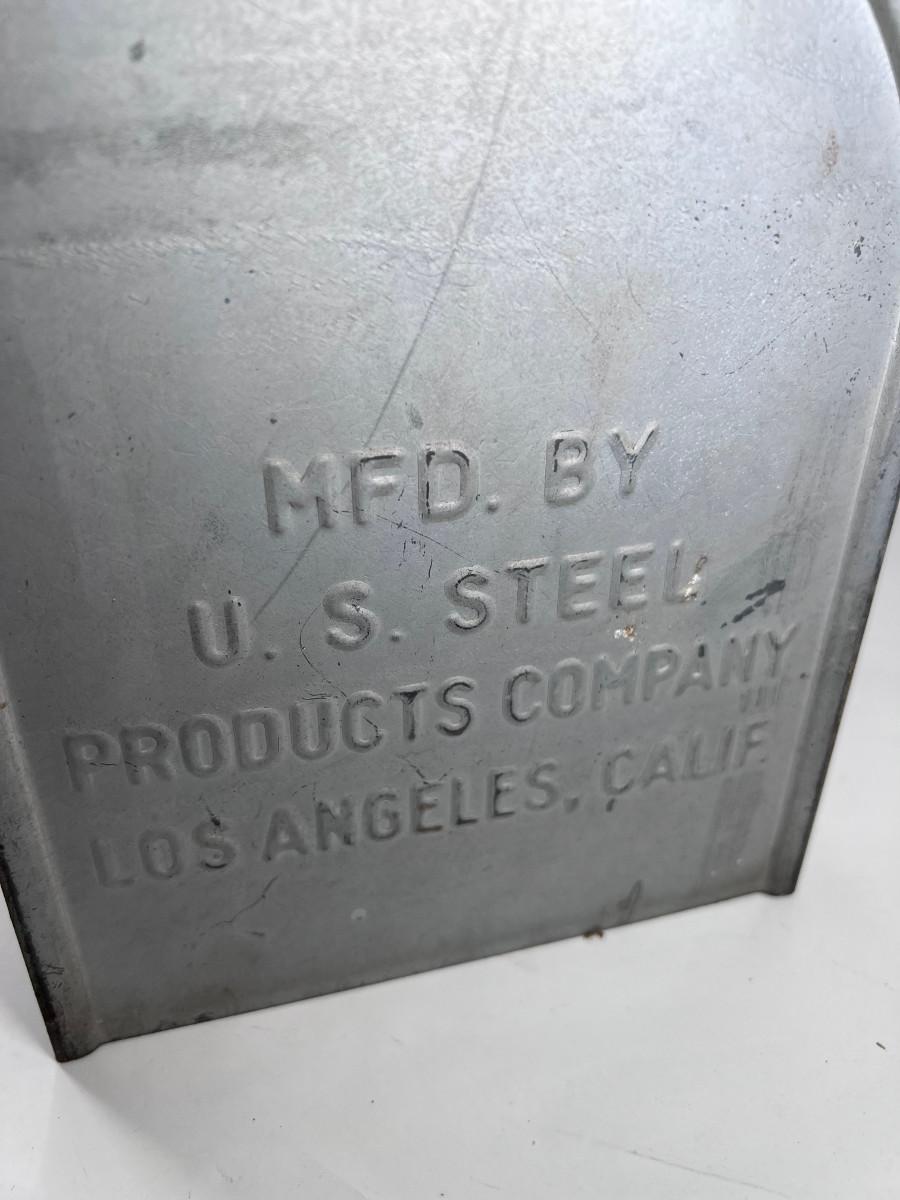 MFD. BY
U. S. STEEL
PRODUCTS COMPANY
LOS ANGELES, CALIF.